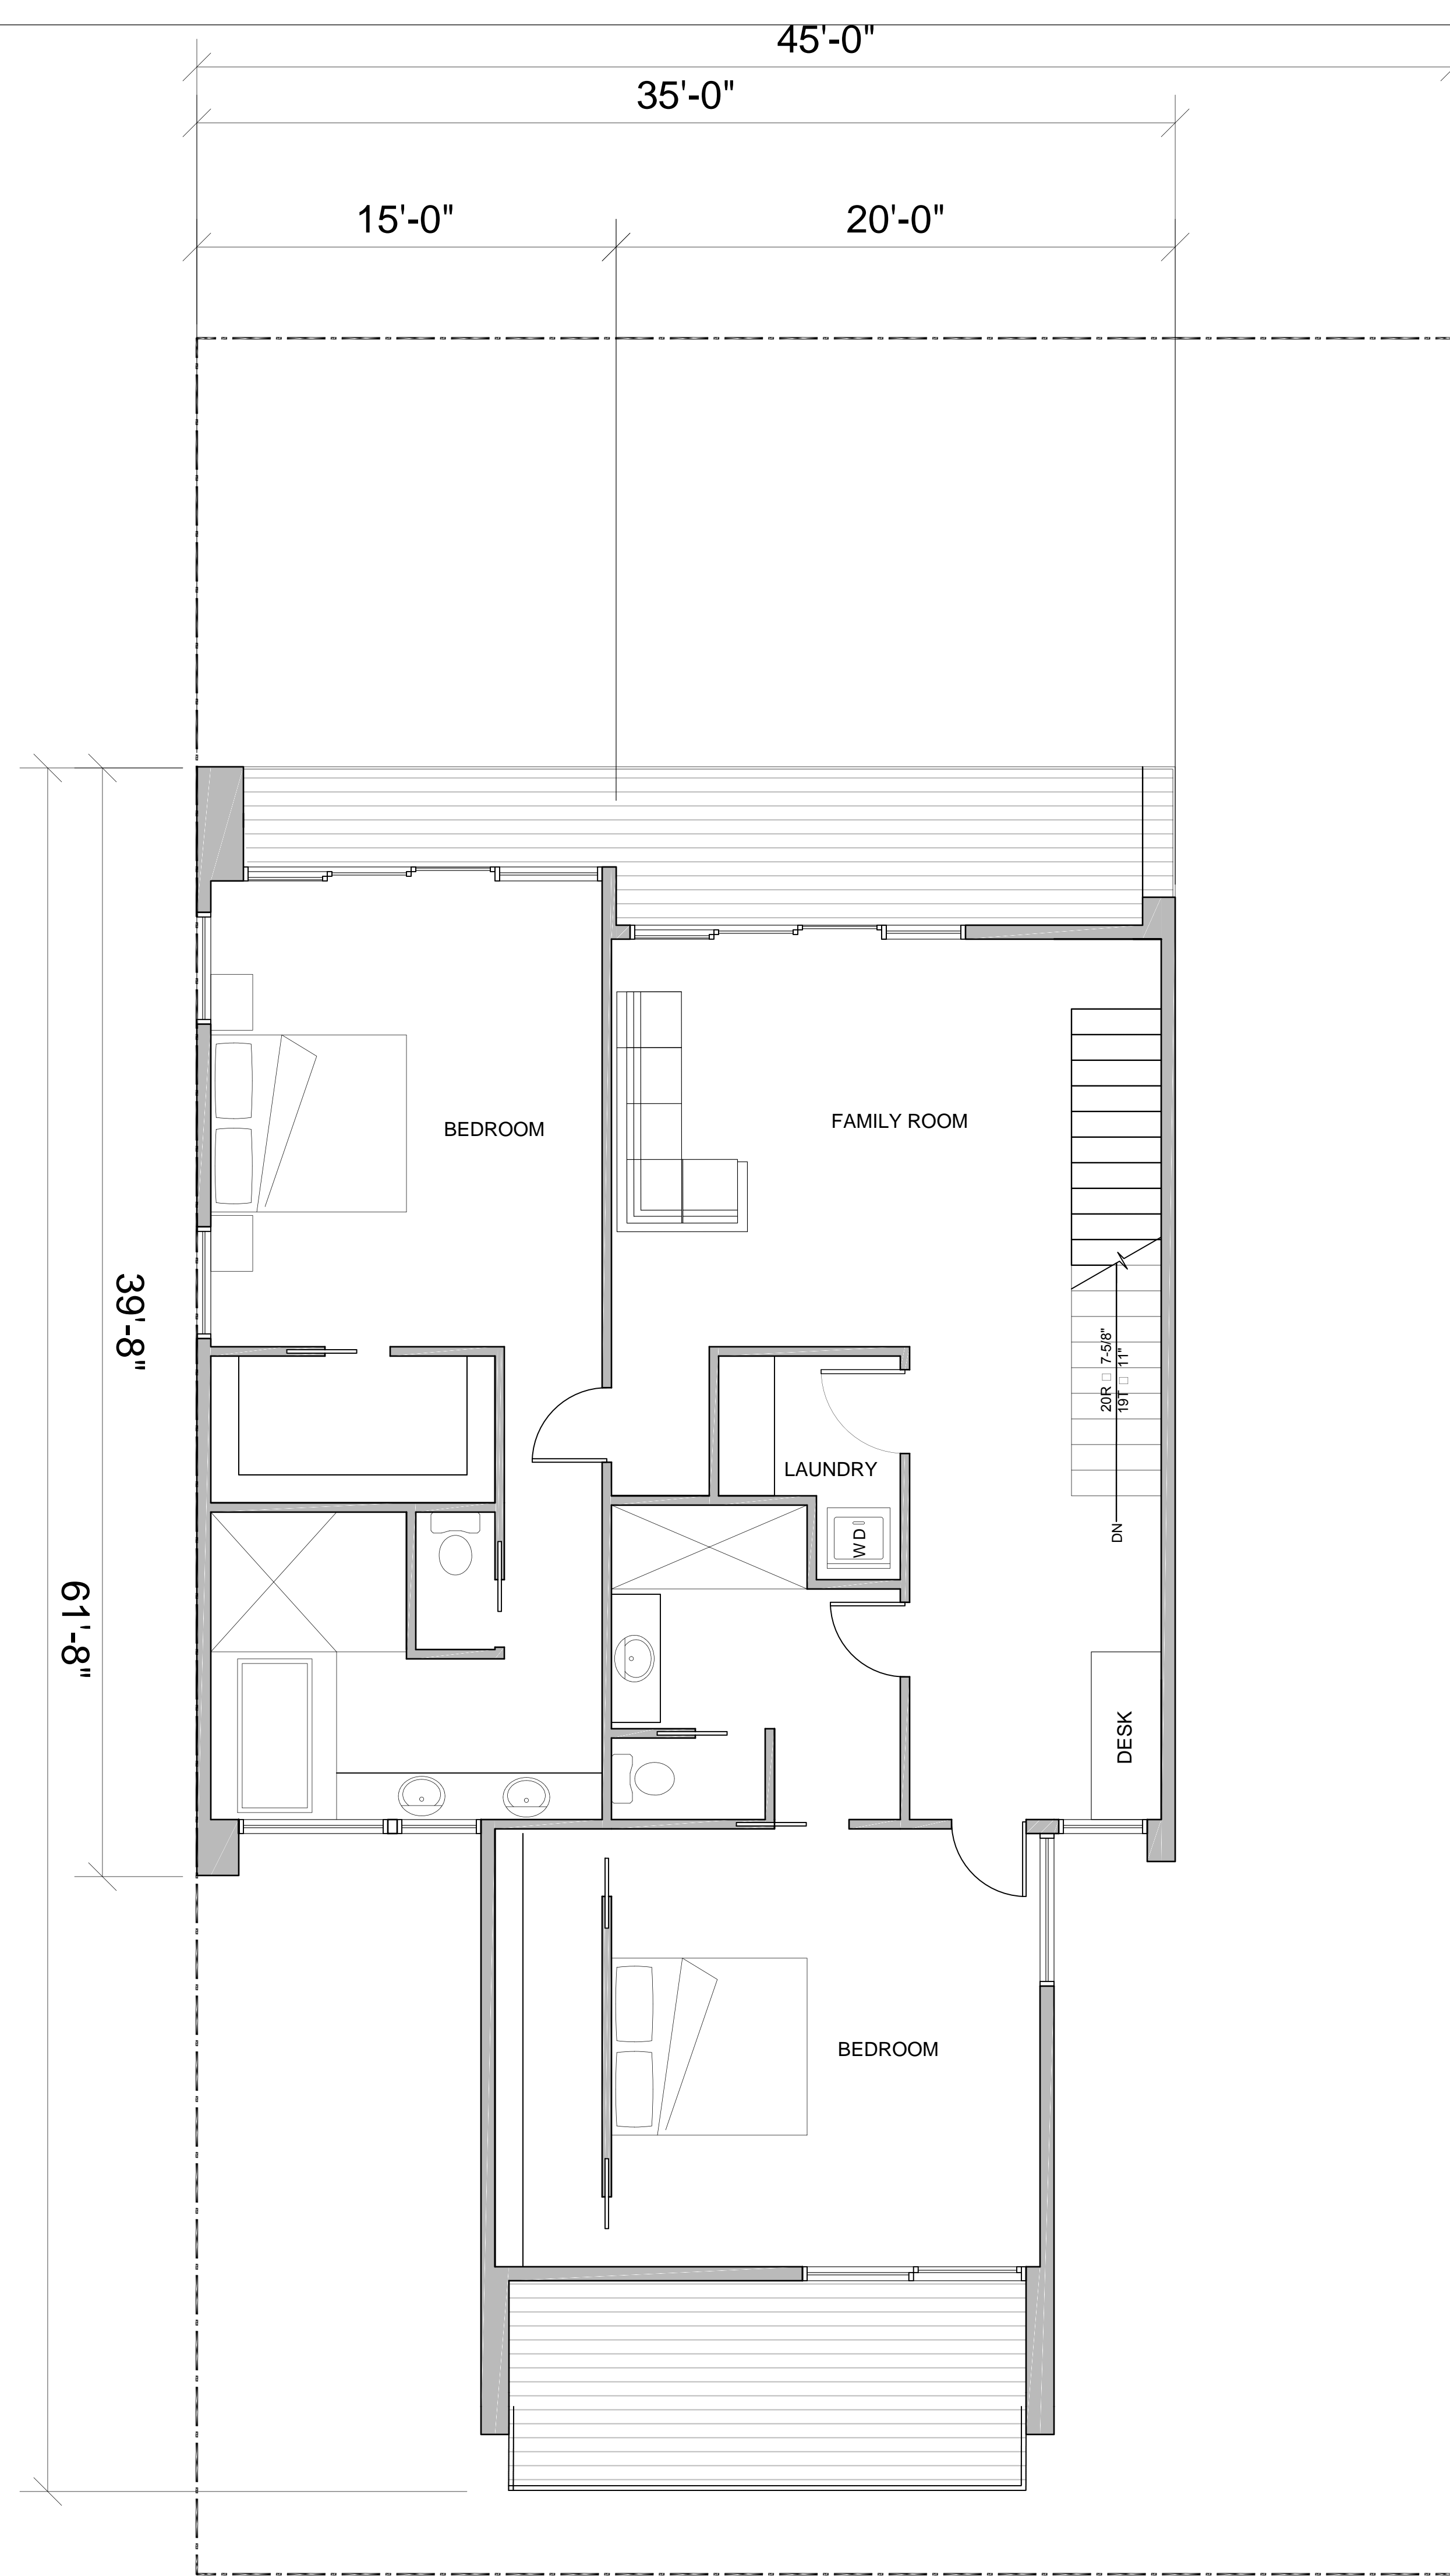 45'-0"
35'-0"
15'-0"
20'-0"
BEDROOM
FAMILY ROOM
39'-8"
20R □ 7-5/8"
19T □ 11"
LAUNDRY
DN
W D
61'-8"
DESK
BEDROOM